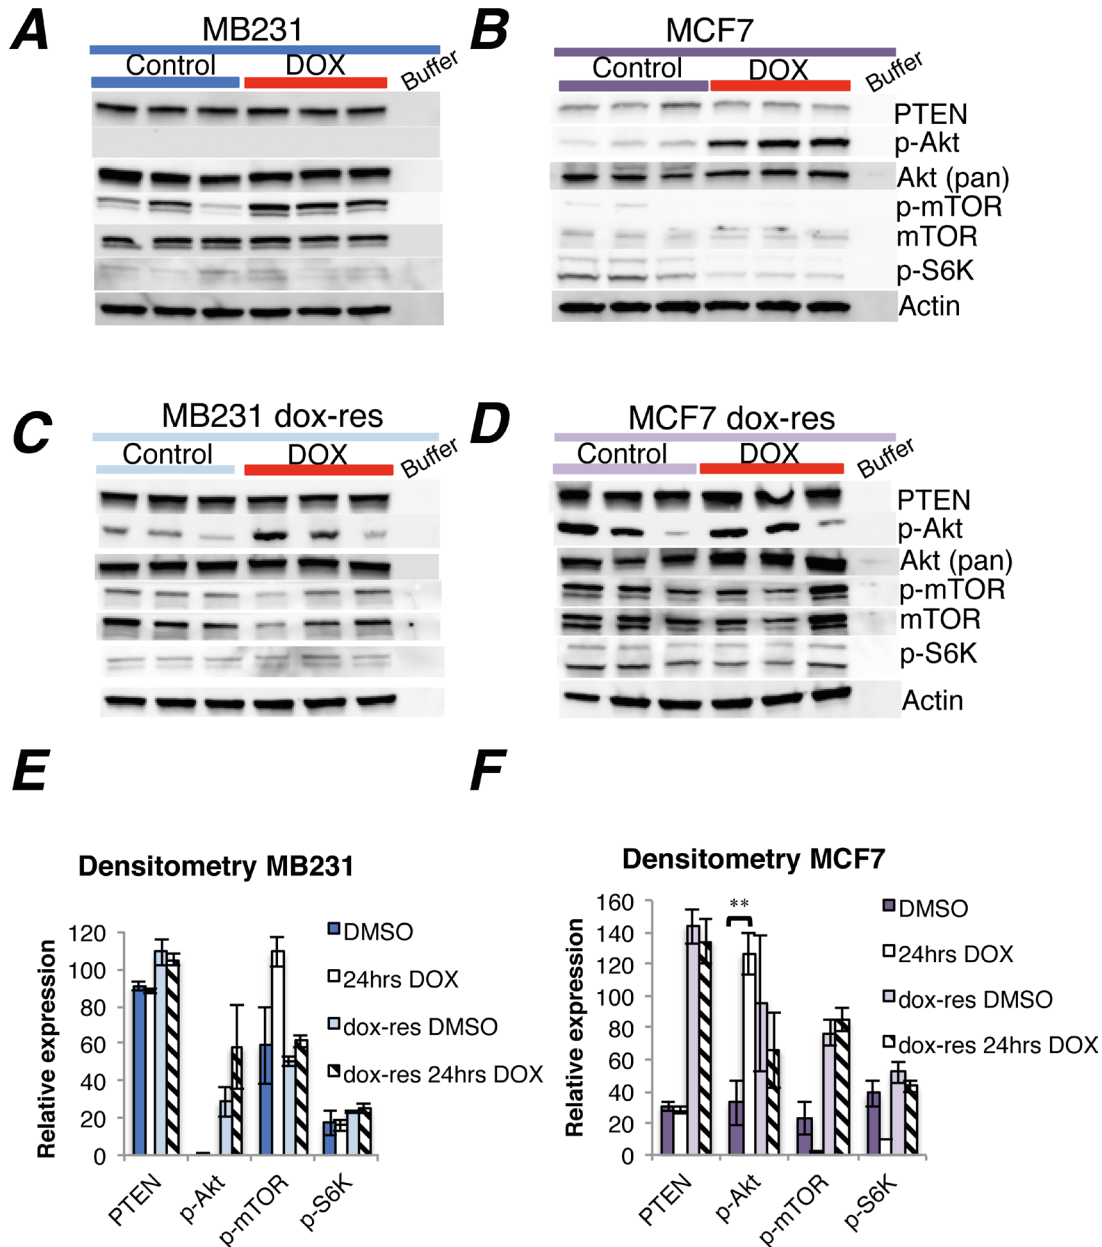 A
MB231
Control
DOX
Buffer
B
MCF7
Control
DOX
Buffer
PTEN
p-Akt
Akt (pan)
p-mTOR
mTOR
p-S6K
Actin
C
MB231 dox-res
Control
DOX
Buffer
D
MCF7 dox-res
Control
DOX
Buffer
PTEN
p-Akt
Akt (pan)
p-mTOR
mTOR
p-S6K
Actin
E
Densitometry MB231
Relative expression
120
100
80
60
40
20
0
PTEN
p-Akt
p-mTOR
p-S6K
DMSO
24hrs DOX
dox-res DMSO
dox-res 24hrs DOX
F
Densitometry MCF7
Relative expression
160
140
120
100
80
60
40
20
0
**
PTEN
p-Akt
p-mTOR
p-S6K
DMSO
24hrs DOX
dox-res DMSO
dox-res 24hrs DOX